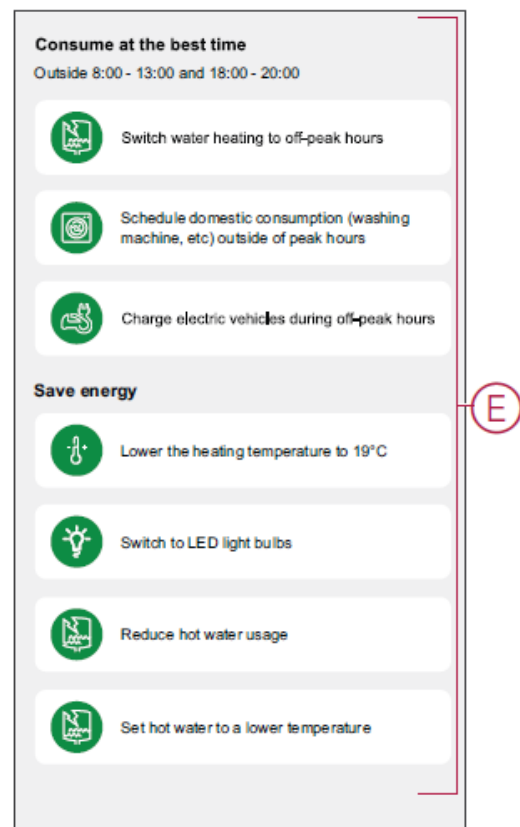 Consume at the best time
Outside 8:00 - 13:00 and 18:00 - 20:00
Switch water heating to off-peak hours
Schedule domestic consumption (washing
machine, etc) outside of peak hours
Charge electric vehicles during off-peak hours
Save energy
E
Lower the heating temperature to 19°C
Switch to LED light bulbs
Reduce hot water usage
Set hot water to a lower temperature